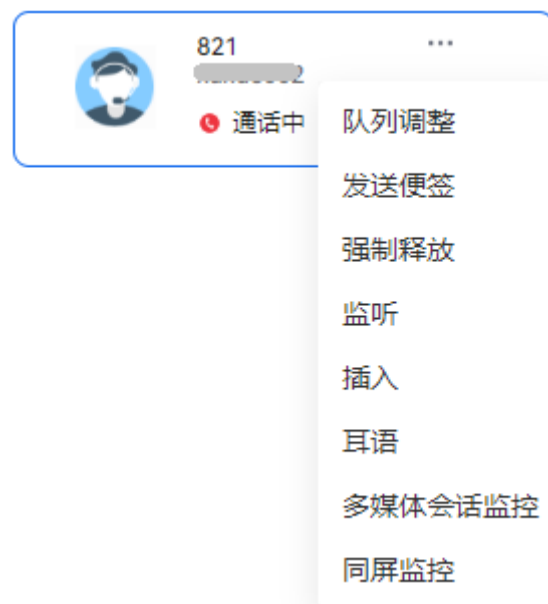 821
通话中
队列调整
发送便签
强制释放
监听
插入
耳语
多媒体会话监控
同屏监控